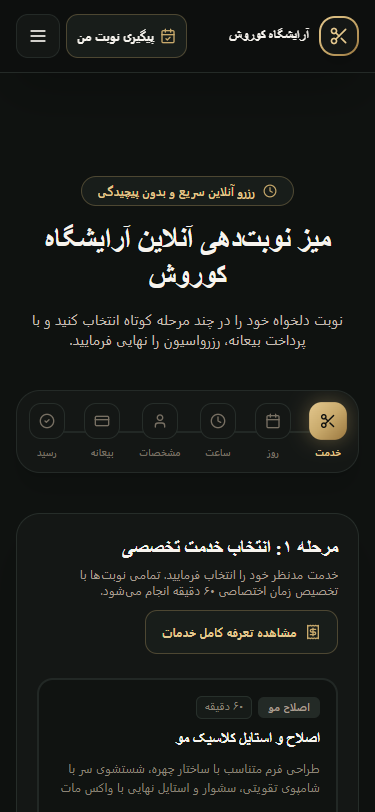 آرایشگاه کوروش
پیگیری نوبت من
رزرو آنلاین سریع و بدون پیچیدگی
میز نوبت‌دهی آنلاین آرایشگاه
کوروش
نوبت دلخواه خود را در چند مرحله کوتاه انتخاب کنید و با
پرداخت بیعانه، رزرواسیون را نهایی فرمایید.
خدمت روز ساعت مشخصات بیعانه رسید
مرحله ۱: انتخاب خدمت تخصصی
خدمت مدنظر خود را انتخاب فرمایید. تمامی نوبت‌ها با
تخصیص زمان اختصاصی ۶۰ دقیقه انجام می‌شود.
مشاهده تعرفه کامل خدمات
اصلاح مو ۶۰ دقیقه
اصلاح و استایل کلاسیک مو
طراحی فرم متناسب با ساختار چهره، شستشوی سر با
شامپوی تقویتی، سشوار و استایل نهایی با واکس مات